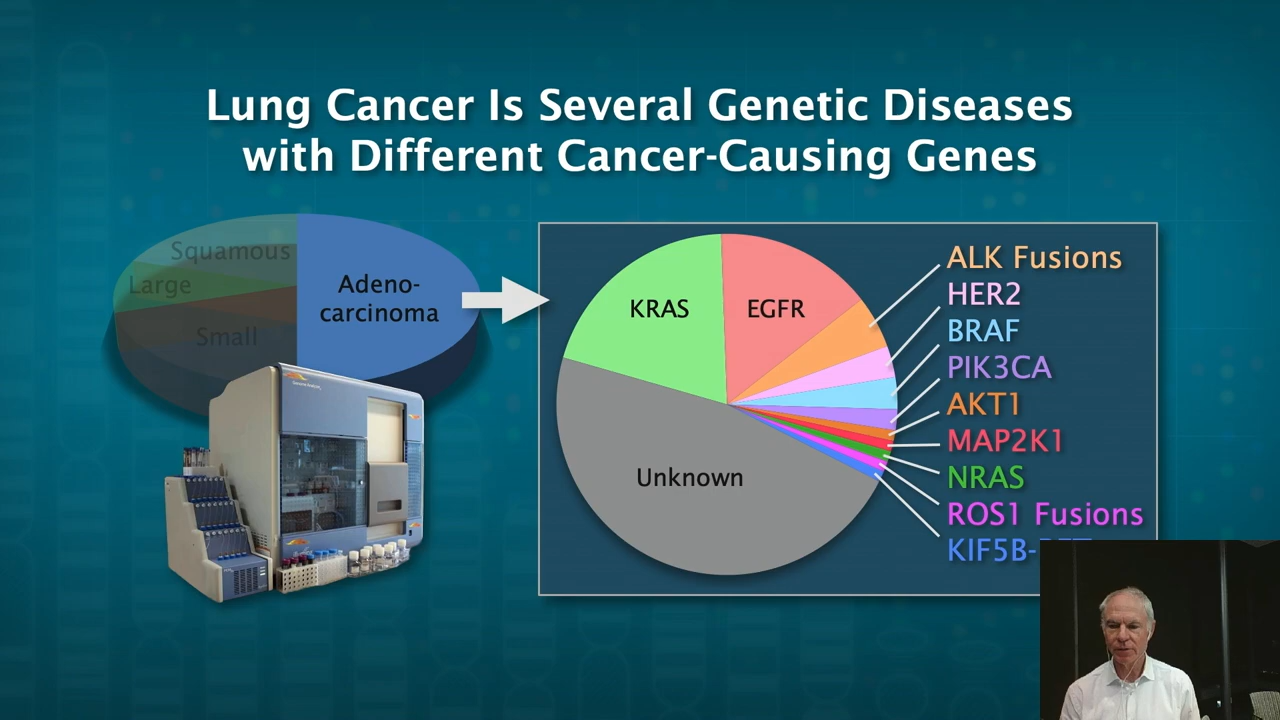 Lung Cancer Is Several Genetic Diseases
with Different Cancer-Causing Genes
Squamous
Large
Small
Adeno-
carcinoma
KRAS
EGFR
Unknown
ALK Fusions
HER2
BRAF
PIK3CA
AKT1
MAP2K1
NRAS
ROS1 Fusions
KIF5B-